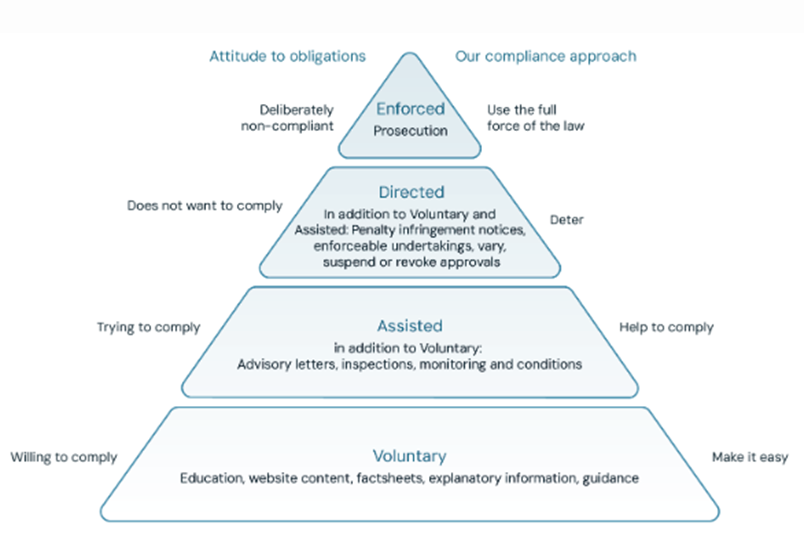 Attitude to obligations
Our compliance approach
Deliberately
non-compliant
Enforced
Prosecution
Use the full
force of the law
Does not want to comply
Directed
In addition to Voluntary and
Assisted: Penalty infringement notices,
enforceable undertakings, vary,
suspend or revoke approvals
Deter
Trying to comply
Assisted
in addition to Voluntary:
Advisory letters, inspections, monitoring and conditions
Help to comply
Willing to comply
Voluntary
Education, website content, factsheets, explanatory information, guidance
Make it easy